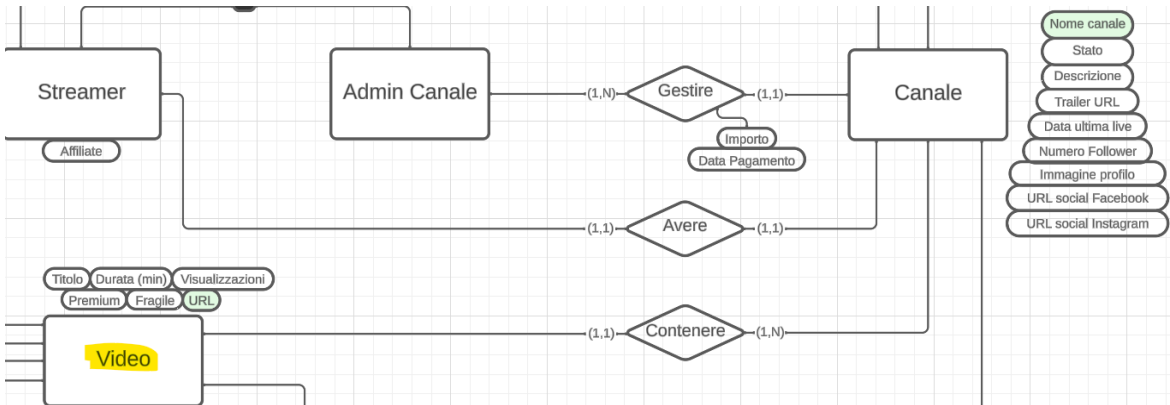 Nome canale
Stato
Descrizione
Trailer URL
Data ultima live
Numero Follower
Immagine profilo
URL social Facebook
URL social Instagram
Streamer
Affiliate
Admin Canale
(1,N) Gestire (1,1)
Importo
Data Pagamento
Canale
(1,1) Avere (1,1)
Titolo Durata (min) Visualizzazioni
Premium Fragile URL
Video
(1,1) Contenere (1,N)